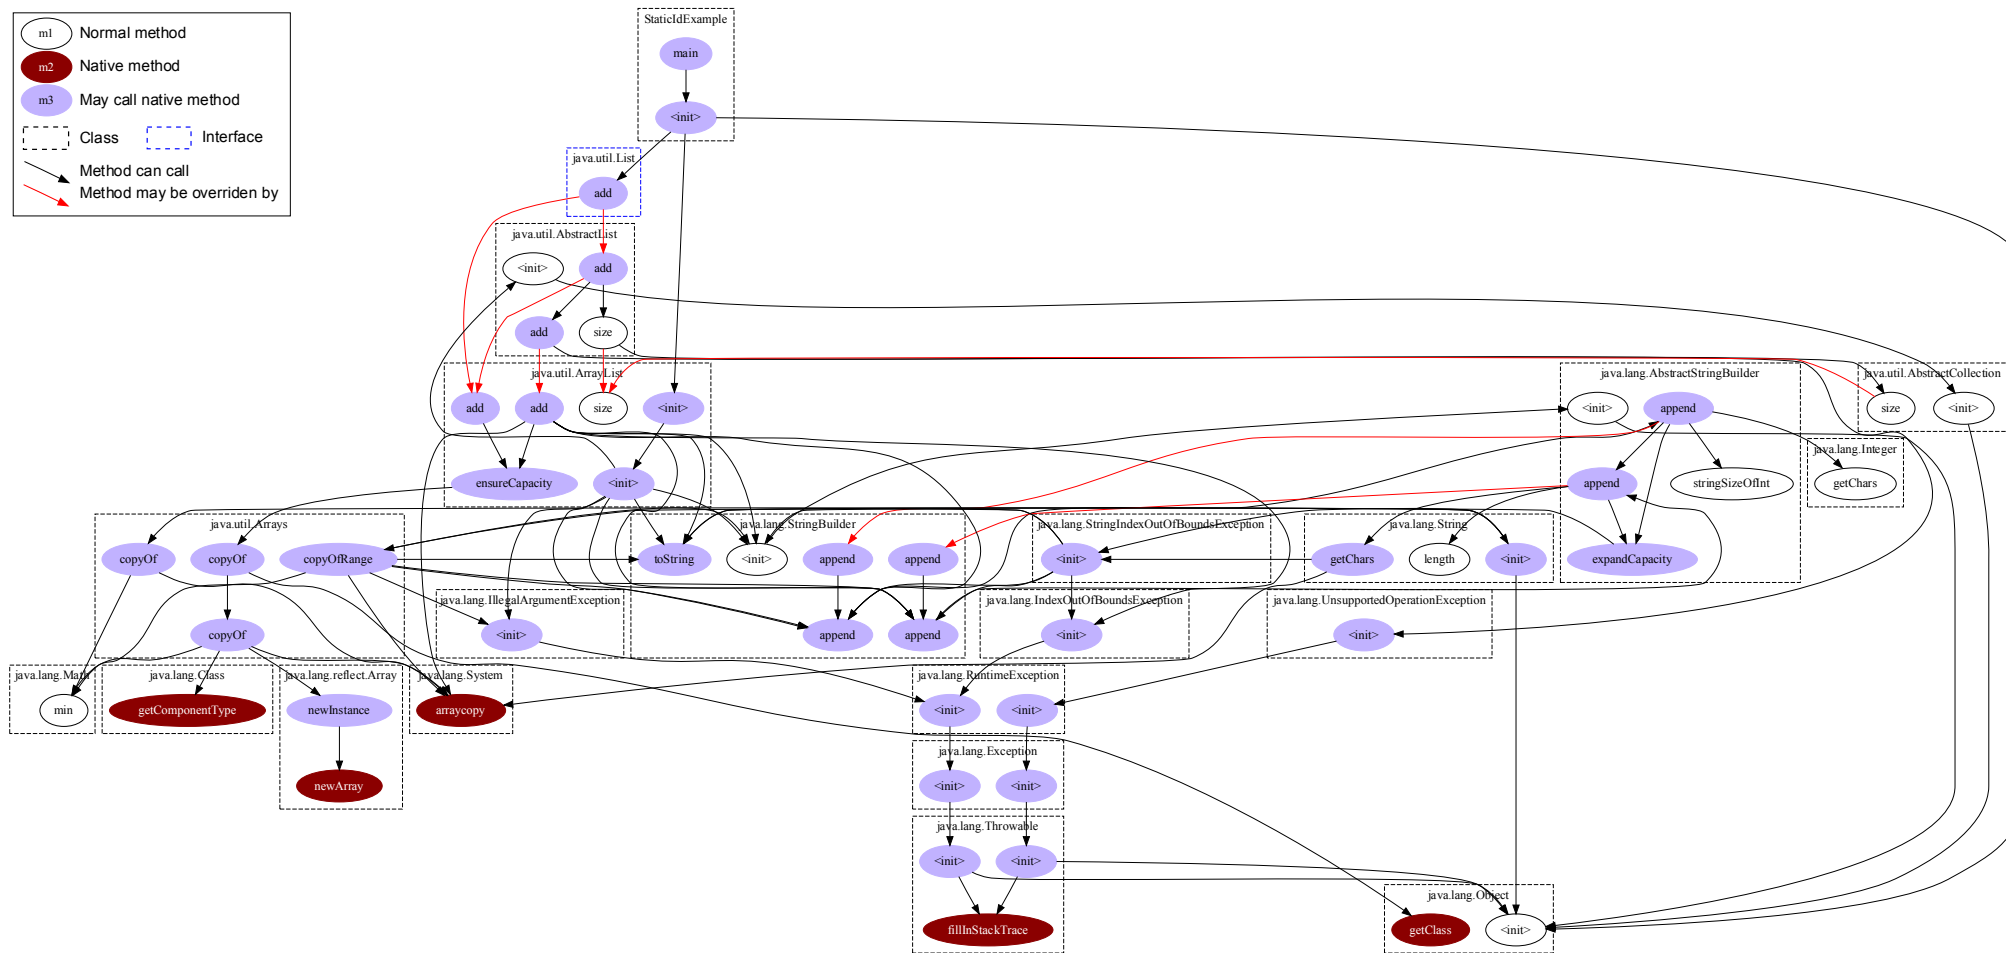 StaticIdExample
m1 Normal method
main
m2 Native method
m3 May call native method
<init>
Class
Interface
java.util.List
Method can call
Method may be overriden by
add
java.util.AbstractList
<init>
add
add
size
java.util.ArrayList
java.lang.AbstractStringBuilder
java.util.AbstractCollection
add
add
size
<init>
<init>
append
size
<init>
java.lang.Integer
ensureCapacity
<init>
append
stringSizeOfInt
getChars
java.util.Arrays
java.lang.StringBuilder
java.lang.StringIndexOutOfBoundsException
java.lang.String
copyOf
copyOf
copyOfRange
toString
<init>
append
append
<init>
getChars
length
<init>
expandCapacity
java.lang.IllegalArgumentException
java.lang.IndexOutOfBoundsException
java.lang.UnsupportedOperationException
copyOf
<init>
append
append
<init>
<init>
java.lang.Math
java.lang.Class
java.lang.reflect.Array
java.lang.System
java.lang.RuntimeException
min
getComponentType
newInstance
arraycopy
<init>
<init>
java.lang.Exception
newArray
<init>
<init>
java.lang.Throwable
<init>
<init>
java.lang.Object
fillInStackTrace
getClass
<init>